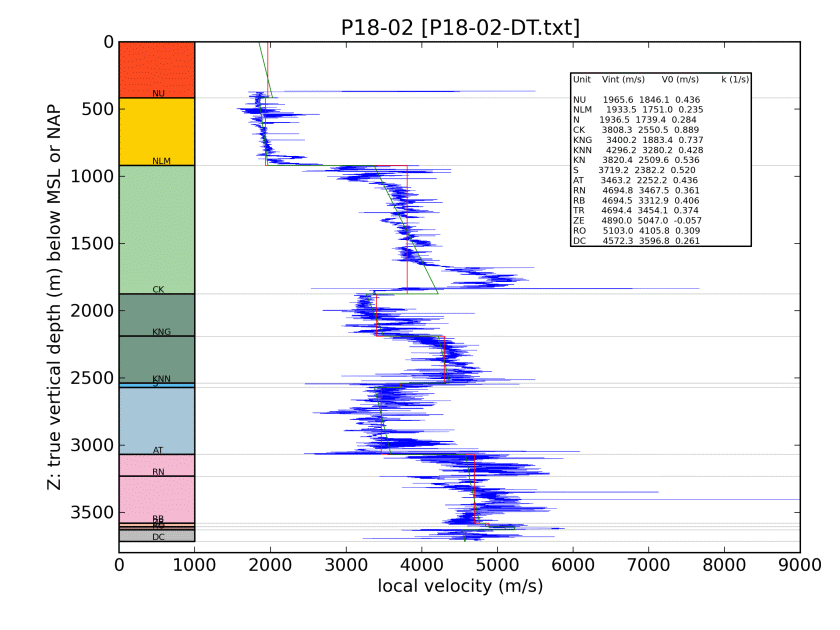 P18-02 [P18-02-DT.txt]
0
500
1000
1500
2000
2500
3000
3500
Z: true vertical depth (m) below MSL or NAP
NU
NLM
CK
KNG
KNN
S
AT
RN
RB
DC
Unit Vint (m/s) V0 (m/s) k (1/s)
NU 1965.6 1846.1 0.436
NLM 1933.5 1751.0 0.235
N 1936.5 1739.4 0.284
CK 3808.3 2550.5 0.889
KNG 3400.2 1883.4 0.737
KNN 4296.2 3280.2 0.428
KN 3820.4 2509.6 0.536
S 3719.2 2382.2 0.520
AT 3463.2 2252.2 0.436
RN 4694.8 3467.5 0.361
RB 4694.5 3312.9 0.406
TR 4694.4 3454.1 0.374
ZE 4890.0 5047.0 -0.057
RO 5103.0 4105.8 0.309
DC 4572.3 3596.8 0.261
0 1000 2000 3000 4000 5000 6000 7000 8000 9000
local velocity (m/s)